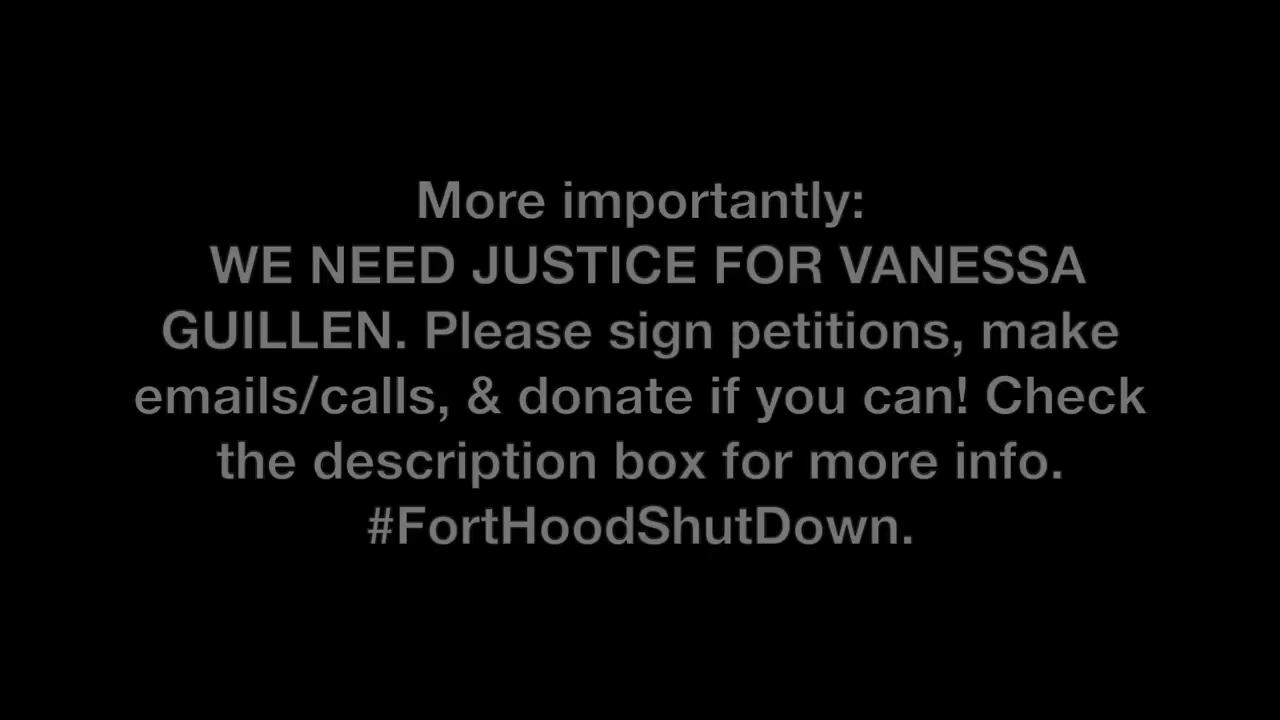 More importantly:
WE NEED JUSTICE FOR VANESSA
GUILLEN. Please sign petitions, make
emails/calls, & donate if you can! Check
the description box for more info.
#FortHoodShutDown.